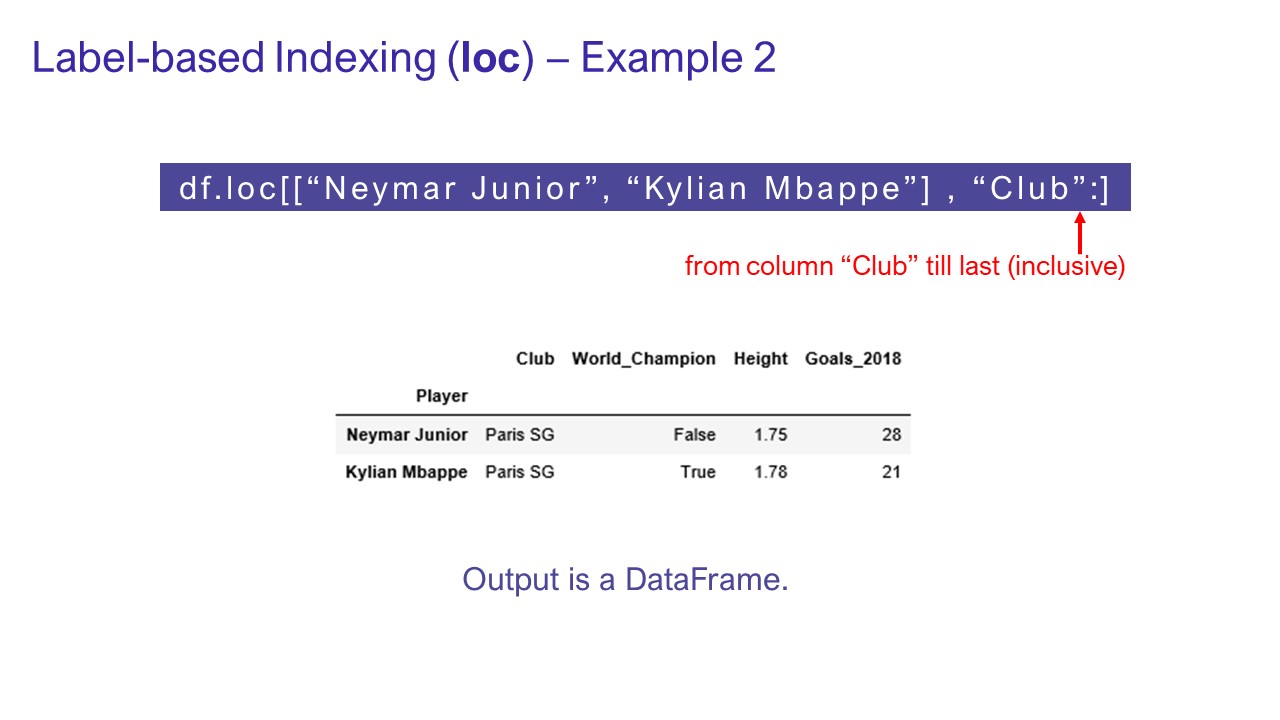 Label-based Indexing (loc) – Example 2
df.loc[[“Neymar Junior”, “Kylian Mbappe”] , “Club”:]
from column “Club” till last (inclusive)
Club World_Champion Height Goals_2018
Player
Neymar Junior Paris SG False 1.75 28
Kylian Mbappe Paris SG True 1.78 21
Output is a DataFrame.